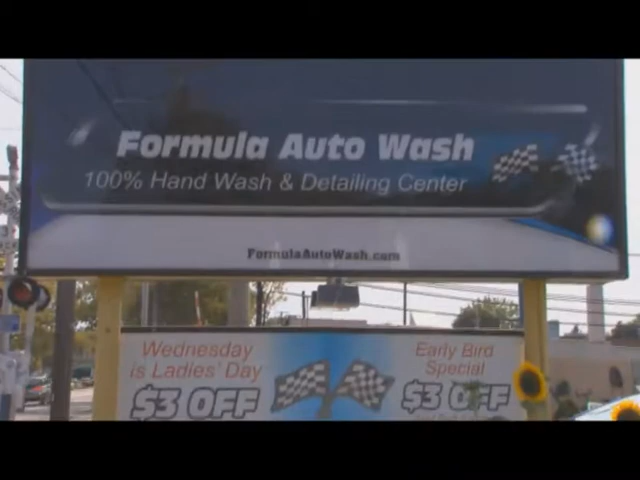 Formula Auto Wash
100% Hand Wash & Detailing Center
FormulaAutoWash.com
Wednesday
is Ladies' Day
$3 OFF
Early Bird
Special
$3 OFF